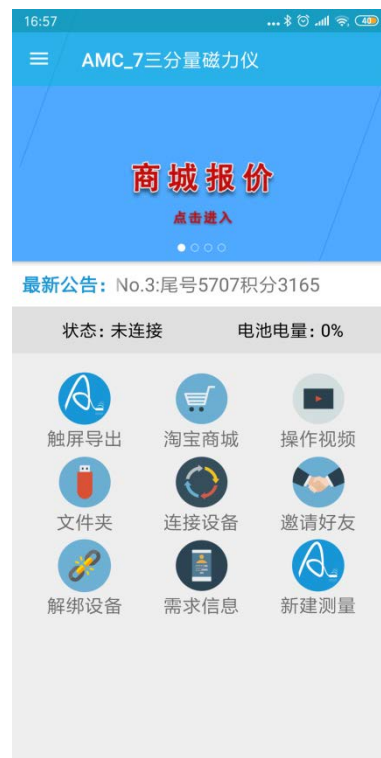 16:57
40
AMC_7三分量磁力仪
商城报价
点击进入
最新公告：No.3:尾号5707积分3165
状态：未连接 电池电量：0%
触屏导出 淘宝商城 操作视频
文件夹 连接设备 邀请好友
解绑设备 需求信息 新建测量